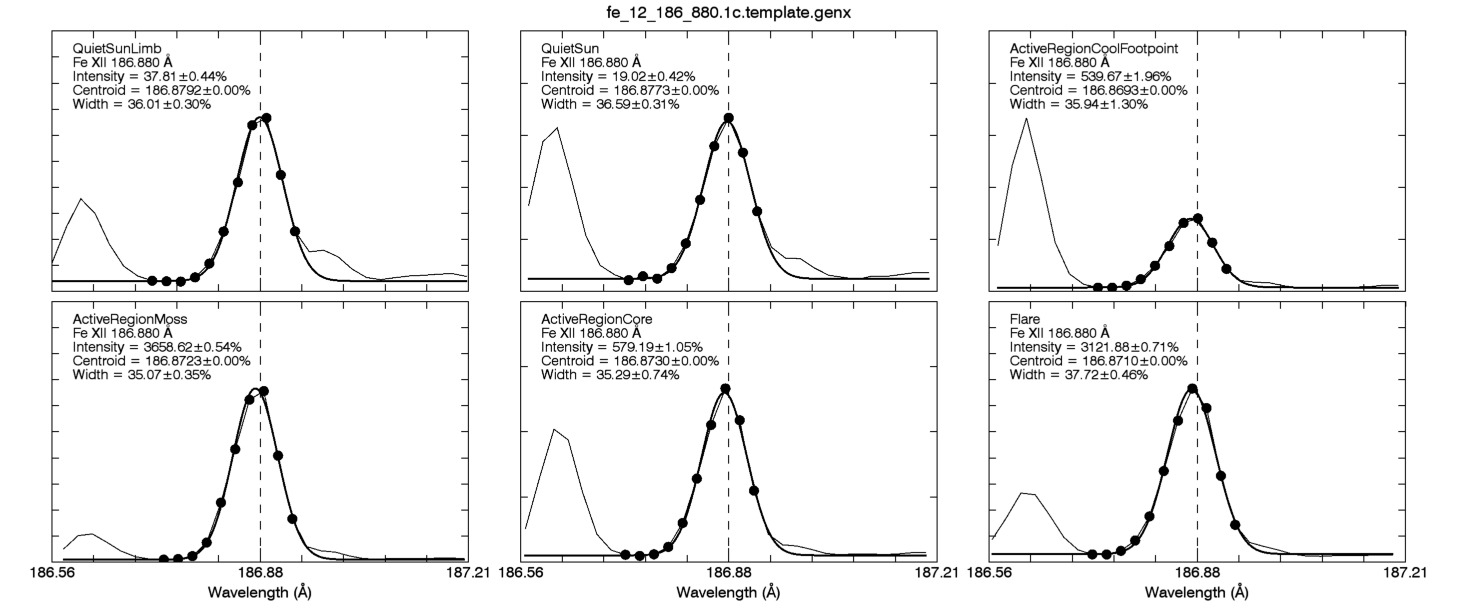 fe_12_186_880.1c.template.genx
QuietSunLimb
Fe XII 186.880 Å
Intensity = 37.81±0.44%
Centroid = 186.8792±0.00%
Width = 36.01±0.30%
QuietSun
Fe XII 186.880 Å
Intensity = 19.02±0.42%
Centroid = 186.8773±0.00%
Width = 36.59±0.31%
ActiveRegionCoolFootpoint
Fe XII 186.880 Å
Intensity = 539.67±1.96%
Centroid = 186.8693±0.00%
Width = 35.94±1.30%
ActiveRegionMoss
Fe XII 186.880 Å
Intensity = 3658.62±0.54%
Centroid = 186.8723±0.00%
Width = 35.07±0.35%
ActiveRegionCore
Fe XII 186.880 Å
Intensity = 579.19±1.05%
Centroid = 186.8730±0.00%
Width = 35.29±0.74%
Flare
Fe XII 186.880 Å
Intensity = 3121.88±0.71%
Centroid = 186.8710±0.00%
Width = 37.72±0.46%
186.56 186.88 187.21 186.56 186.88 187.21 186.56 186.88 187.21
Wavelength (Å) Wavelength (Å) Wavelength (Å)